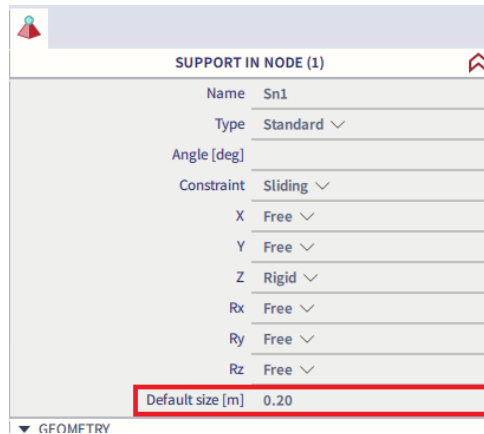 SUPPORT IN NODE (1)
Name Sn1
Type Standard
Angle [deg]
Constraint Sliding
X Free
Y Free
Z Rigid
Rx Free
Ry Free
Rz Free
Default size [m] 0.20
GEOMETRY